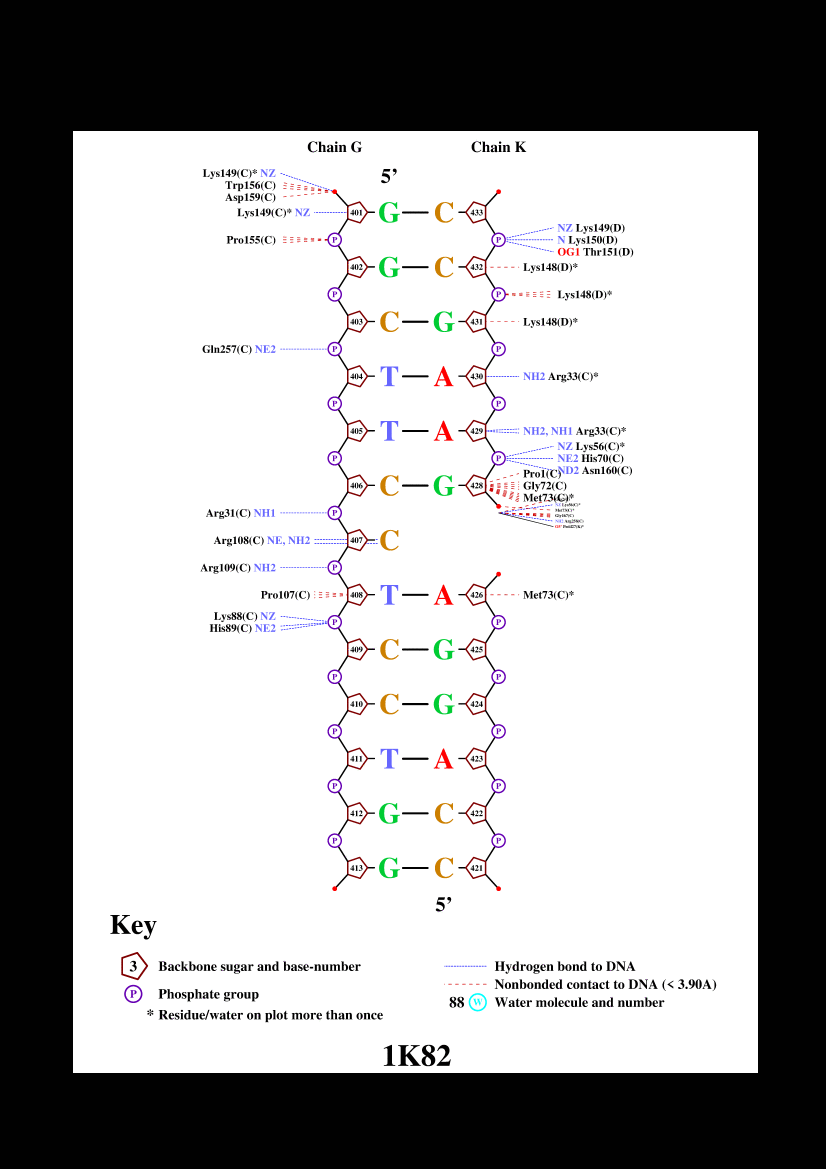 Chain G Chain K
5’
Lys149(C)* NZ
Trp156(C)
Asp159(C)
Lys149(C)* NZ 401 G C 433
Pro155(C) P P NZ Lys149(D)
N Lys150(D)
OG1 Thr151(D)
402 G C 432 Lys148(D)*
P P Lys148(D)*
403 C G 431 Lys148(D)*
Gln257(C) NE2 P P
404 T A 430 NH2 Arg33(C)*
P P
405 T A 429 NH2, NH1 Arg33(C)*
P P NZ Lys56(C)*
NE2 His70(C)
ND2 Asn160(C)
Pro1(C)
406 C G 428 Gly72(C)
Met73(C)*
Arg31(C) NH1 P
Arg108(C) NE, NH2 407 C
Arg109(C) NH2 P
Pro107(C) 408 T A 426 Met73(C)*
Lys88(C) NZ P P
His89(C) NE2
409 C G 425
P P
410 C G 424
P P
411 T A 423
P P
412 G C 422
P P
413 G C 421
5’
Key
3 Backbone sugar and base-number
P Phosphate group
* Residue/water on plot more than once
Hydrogen bond to DNA
Nonbonded contact to DNA (< 3.90A)
88 W Water molecule and number
1K82